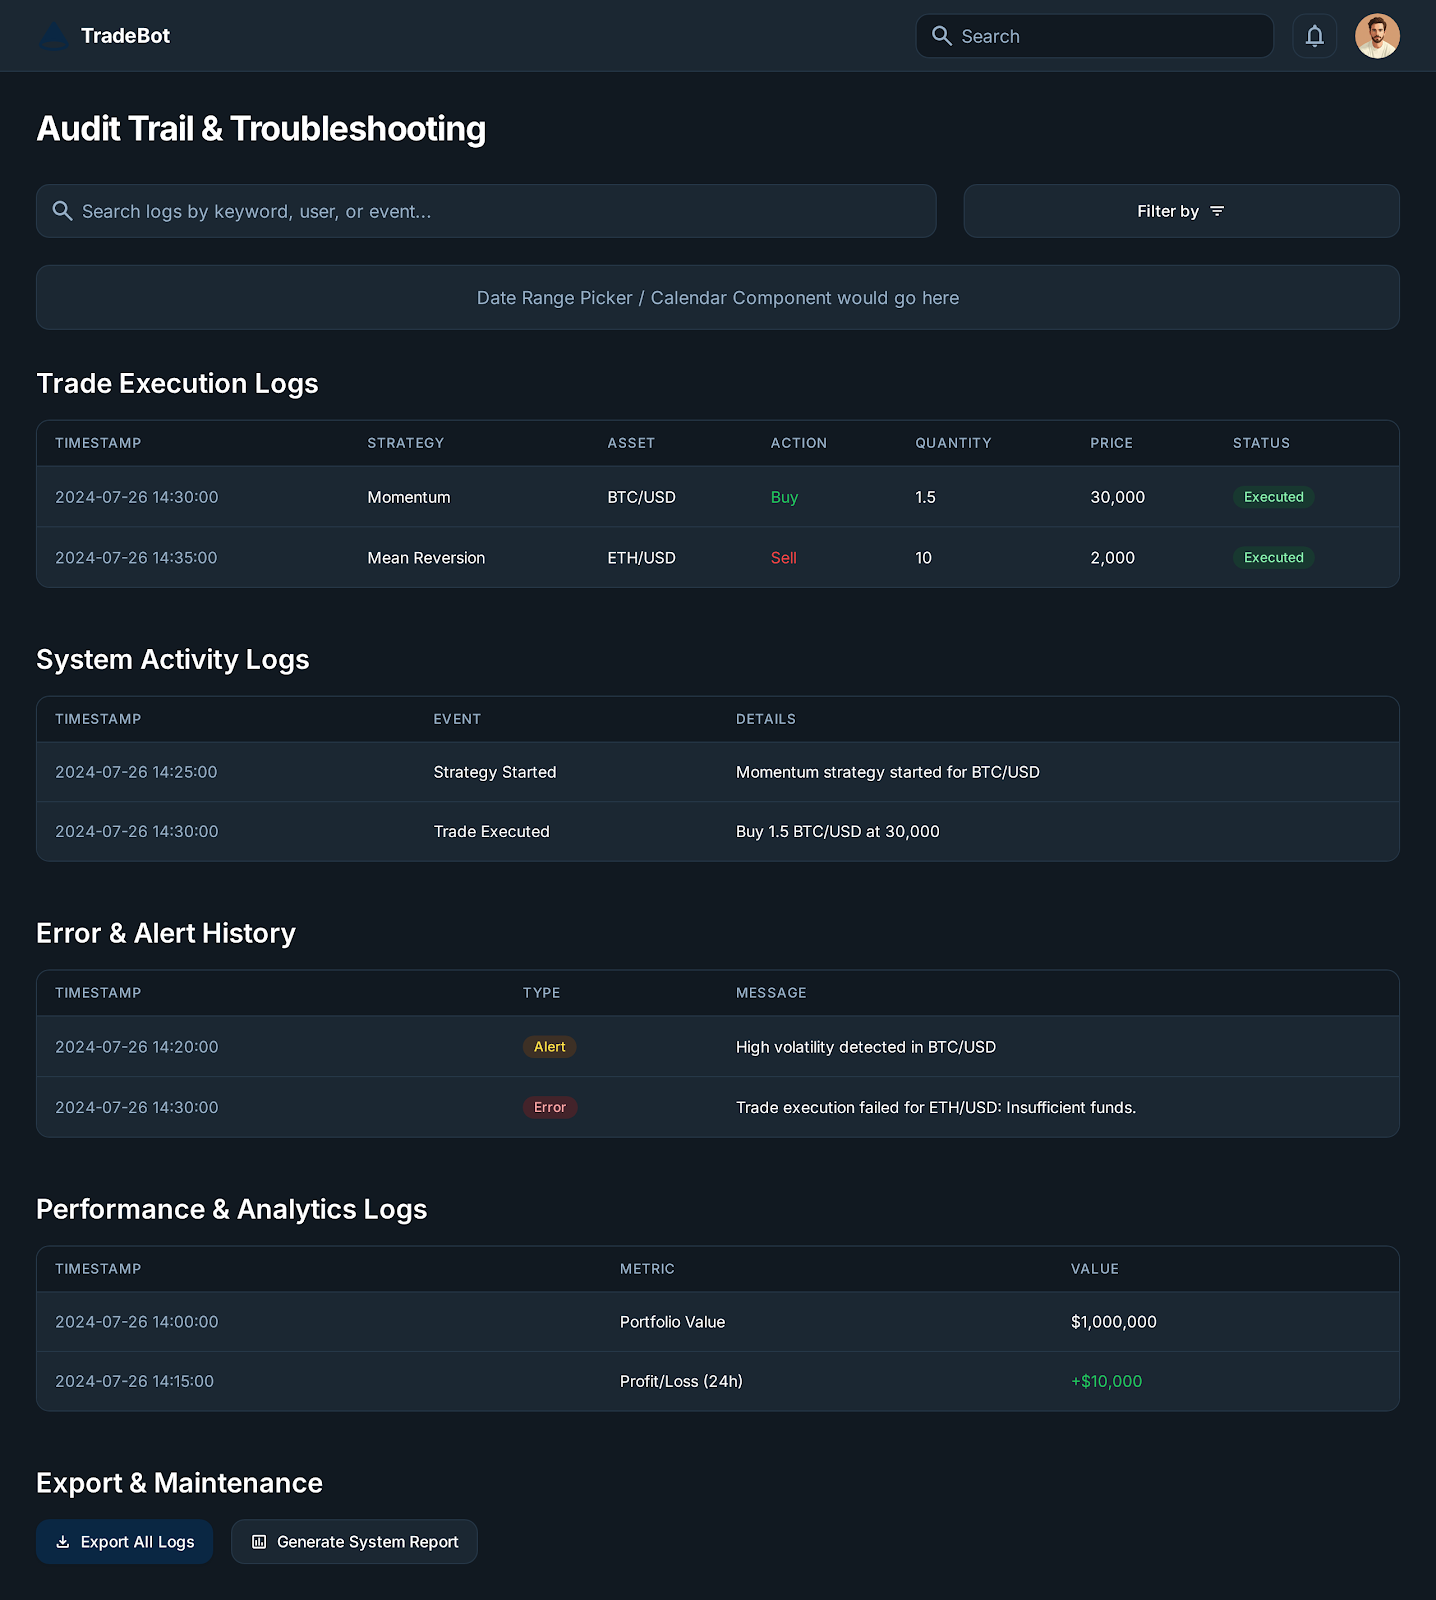 TradeBot
Search
Audit Trail & Troubleshooting
Search logs by keyword, user, or event...
Filter by
Date Range Picker / Calendar Component would go here
Trade Execution Logs
TIMESTAMP STRATEGY ASSET ACTION QUANTITY PRICE STATUS
2024-07-26 14:30:00 Momentum BTC/USD Buy 1.5 30,000 Executed
2024-07-26 14:35:00 Mean Reversion ETH/USD Sell 10 2,000 Executed
System Activity Logs
TIMESTAMP EVENT DETAILS
2024-07-26 14:25:00 Strategy Started Momentum strategy started for BTC/USD
2024-07-26 14:30:00 Trade Executed Buy 1.5 BTC/USD at 30,000
Error & Alert History
TIMESTAMP TYPE MESSAGE
2024-07-26 14:20:00 Alert High volatility detected in BTC/USD
2024-07-26 14:30:00 Error Trade execution failed for ETH/USD: Insufficient funds.
Performance & Analytics Logs
TIMESTAMP METRIC VALUE
2024-07-26 14:00:00 Portfolio Value $1,000,000
2024-07-26 14:15:00 Profit/Loss (24h) +$10,000
Export & Maintenance
Export All Logs Generate System Report